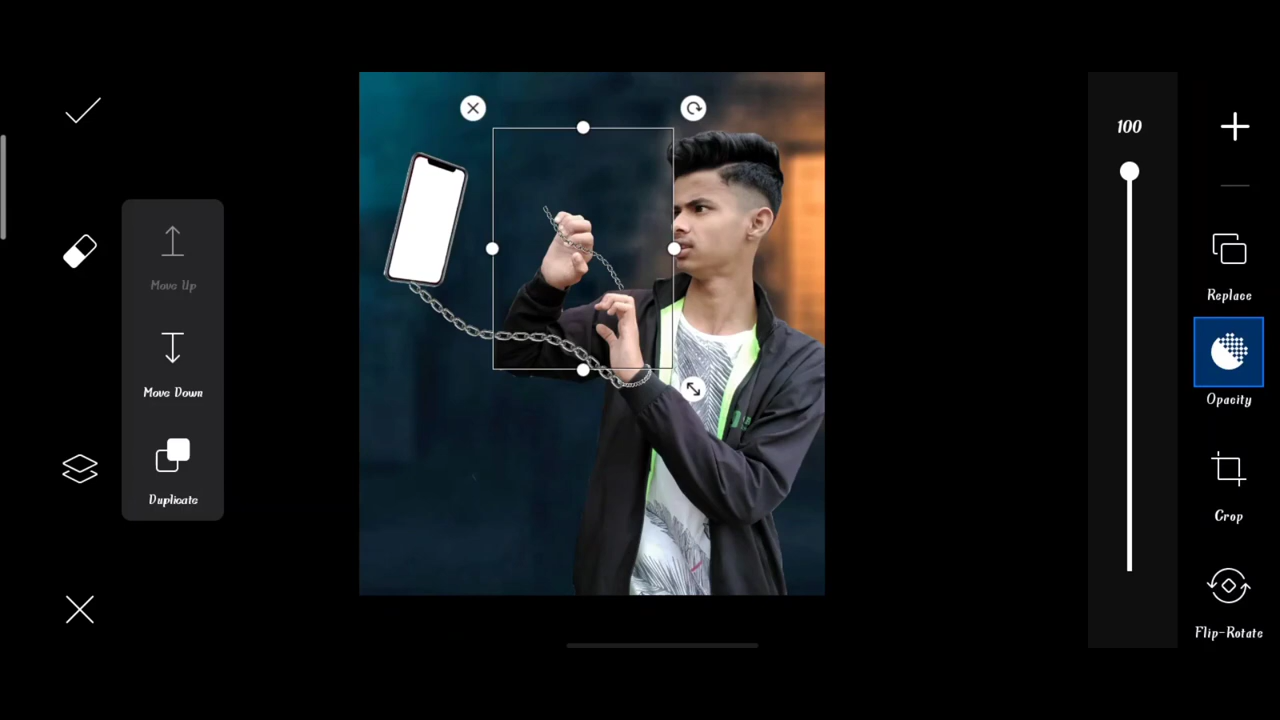 100
Move Up
Move Down
Duplicate
Replace
Opacity
Crop
Flip-Rotate